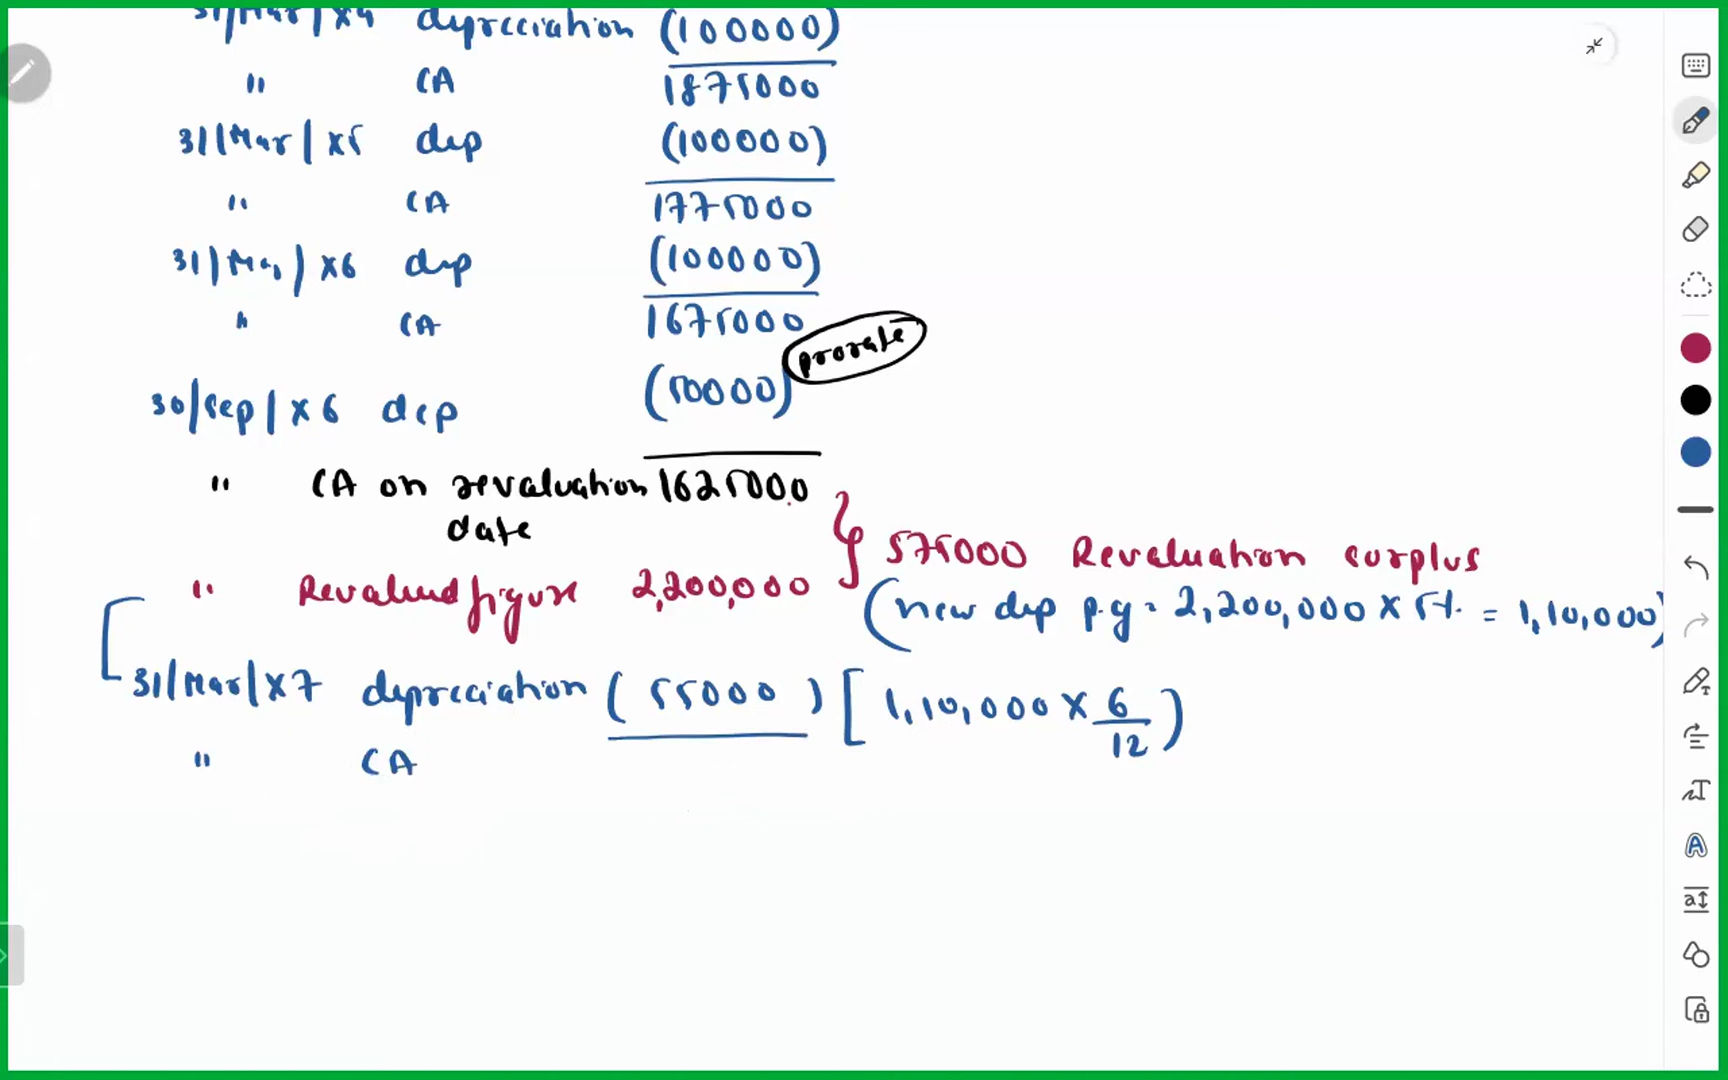 31/Mar/X4 depreciation (100000)
" CA 1875000
31/Mar/X5 dep (100000)
" CA 1775000
31/Mar/X6 dep (100000)
" CA 1675000
prorate
30/Sep/X6 dep (50000)
" CA on revaluation 1625000
date
575000 Revaluation surplus
" Revalued figure 2,200,000
(new dep p.y = 2,200,000 X 5%. = 1,10,000)
31/Mar/X7 depreciation (55000) [1,10,000 X 6/12)
" CA